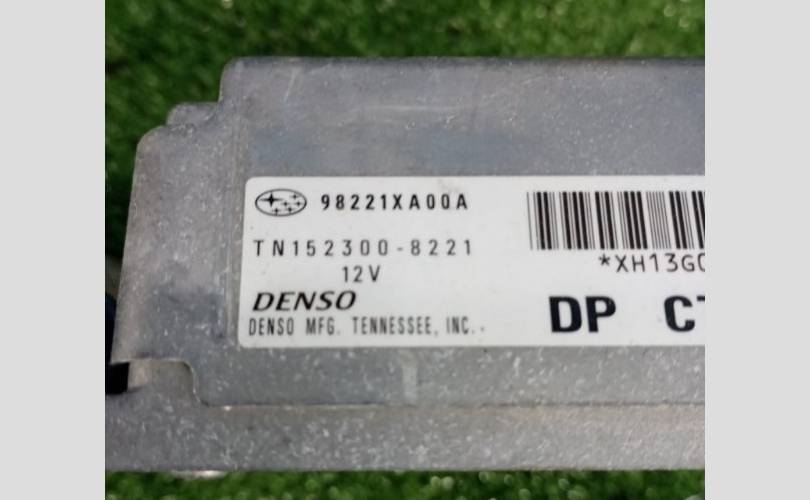 98221XA00A
TN152300-8221
12V
DENSO
DENSO MFG. TENNESSEE, INC.
*XH13G
DP C